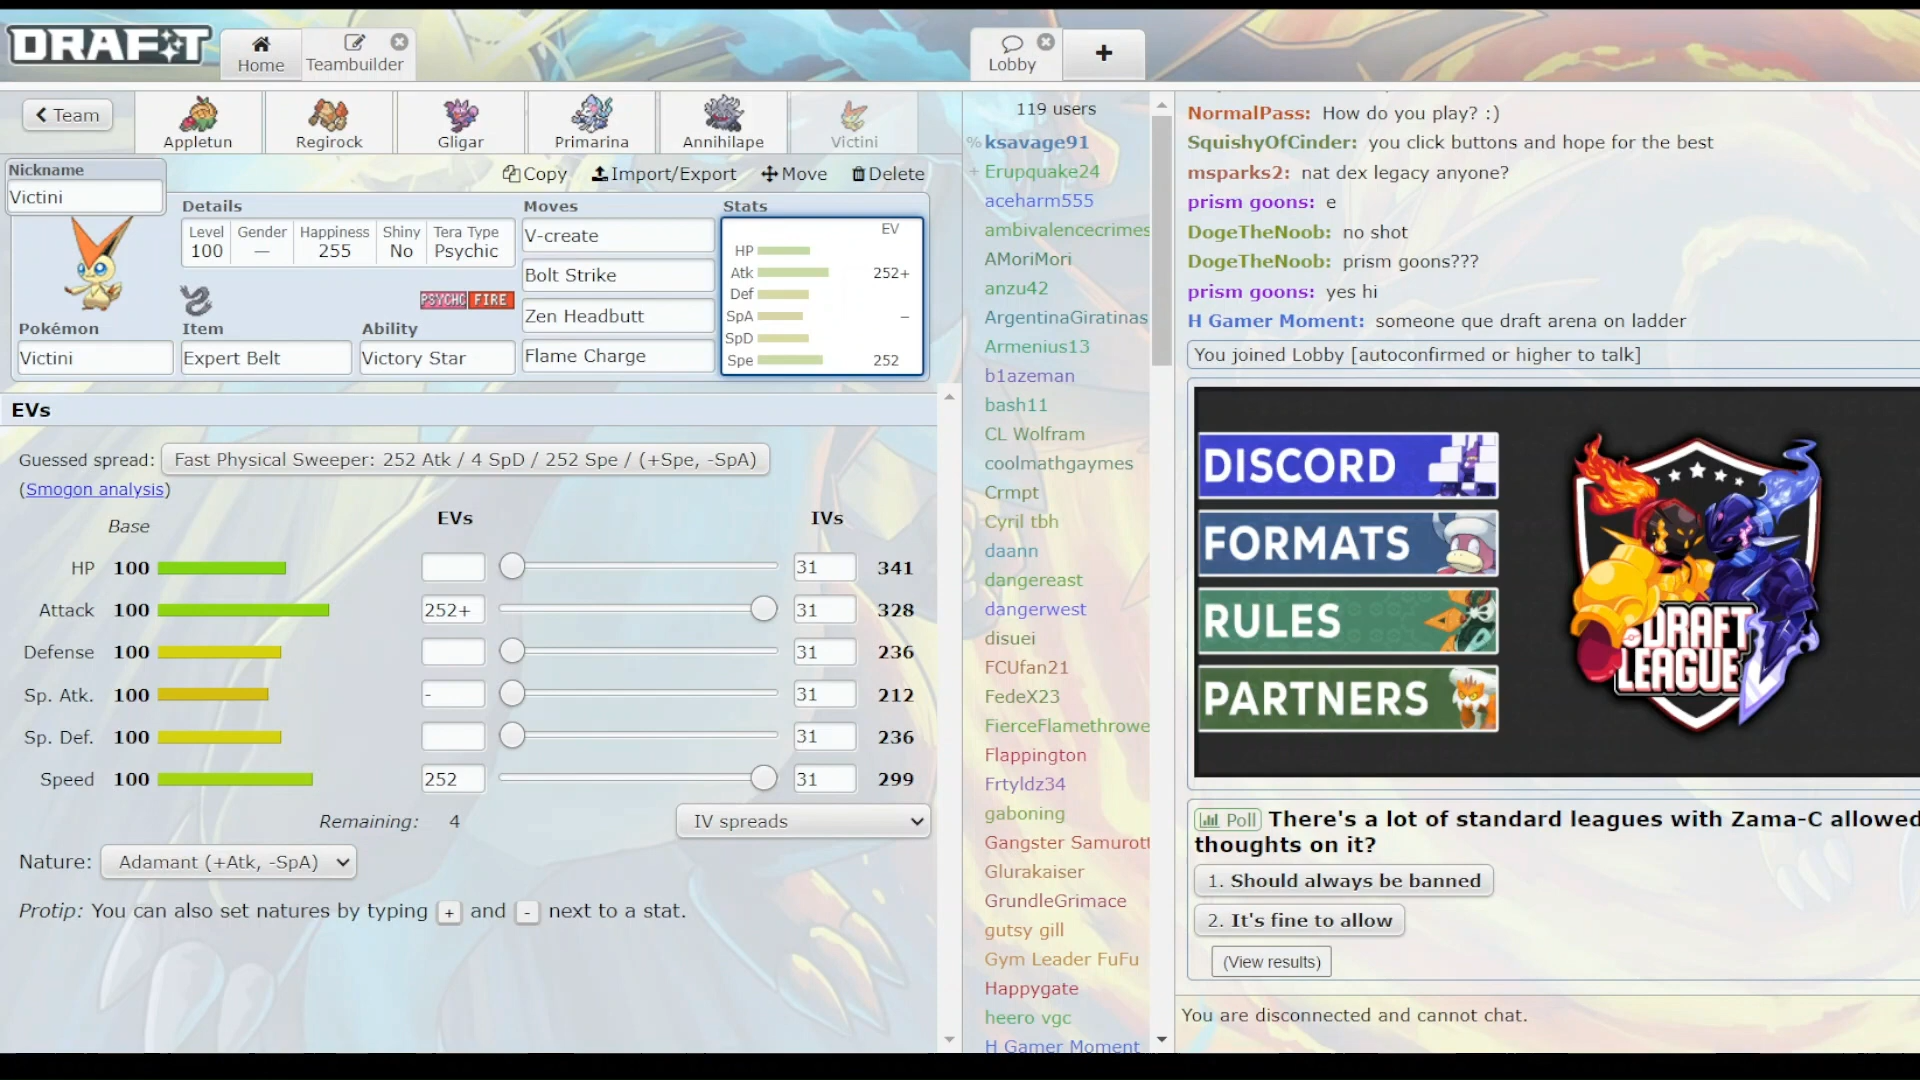 DRAFT
Home
Teambuilder
Lobby
+
Team
Appletun
Regirock
Gligar
Primarina
Annihilape
Victini
Copy
Import/Export
Move
Delete
Nickname
Victini
Details
Level
100
Gender
—
Happiness
255
Shiny
No
Tera Type
Psychic
PSYCHC FIRE
Pokémon
Victini
Item
Expert Belt
Ability
Victory Star
Moves
V-create
Bolt Strike
Zen Headbutt
Flame Charge
Stats
EV
HP
Atk 252+
Def
SpA –
SpD
Spe 252
EVs
Guessed spread: Fast Physical Sweeper: 252 Atk / 4 SpD / 252 Spe / (+Spe, -SpA)
(Smogon analysis)
Base EVs IVs
HP 100 31 341
Attack 100 252+ 31 328
Defense 100 31 236
Sp. Atk. 100 - 31 212
Sp. Def. 100 31 236
Speed 100 252 31 299
Remaining: 4
IV spreads
Nature: Adamant (+Atk, -SpA)
Protip: You can also set natures by typing + and - next to a stat.
119 users
%ksavage91
+Erupquake24
aceharm555
ambivalencecrimes
AMoriMori
anzu42
ArgentinaGiratinas
Armenius13
b1azeman
bash11
CL Wolfram
coolmathgaymes
Crmpt
Cyril tbh
daann
dangereast
dangerwest
disuei
FCUfan21
FedeX23
FierceFlamethrowe
Flappington
Frtyldz34
gaboning
Gangster Samurott
Glurakaiser
GrundleGrimace
gutsy gill
Gym Leader FuFu
Happygate
heero vgc
H Gamer Moment
NormalPass: How do you play? :)
SquishyOfCinder: you click buttons and hope for the best
msparks2: nat dex legacy anyone?
prism goons: e
DogeTheNoob: no shot
DogeTheNoob: prism goons???
prism goons: yes hi
H Gamer Moment: someone que draft arena on ladder
You joined Lobby [autoconfirmed or higher to talk]
DISCORD
FORMATS
RULES
PARTNERS
DRAFT
LEAGUE
Poll There's a lot of standard leagues with Zama-C allowed
thoughts on it?
1. Should always be banned
2. It's fine to allow
(View results)
You are disconnected and cannot chat.